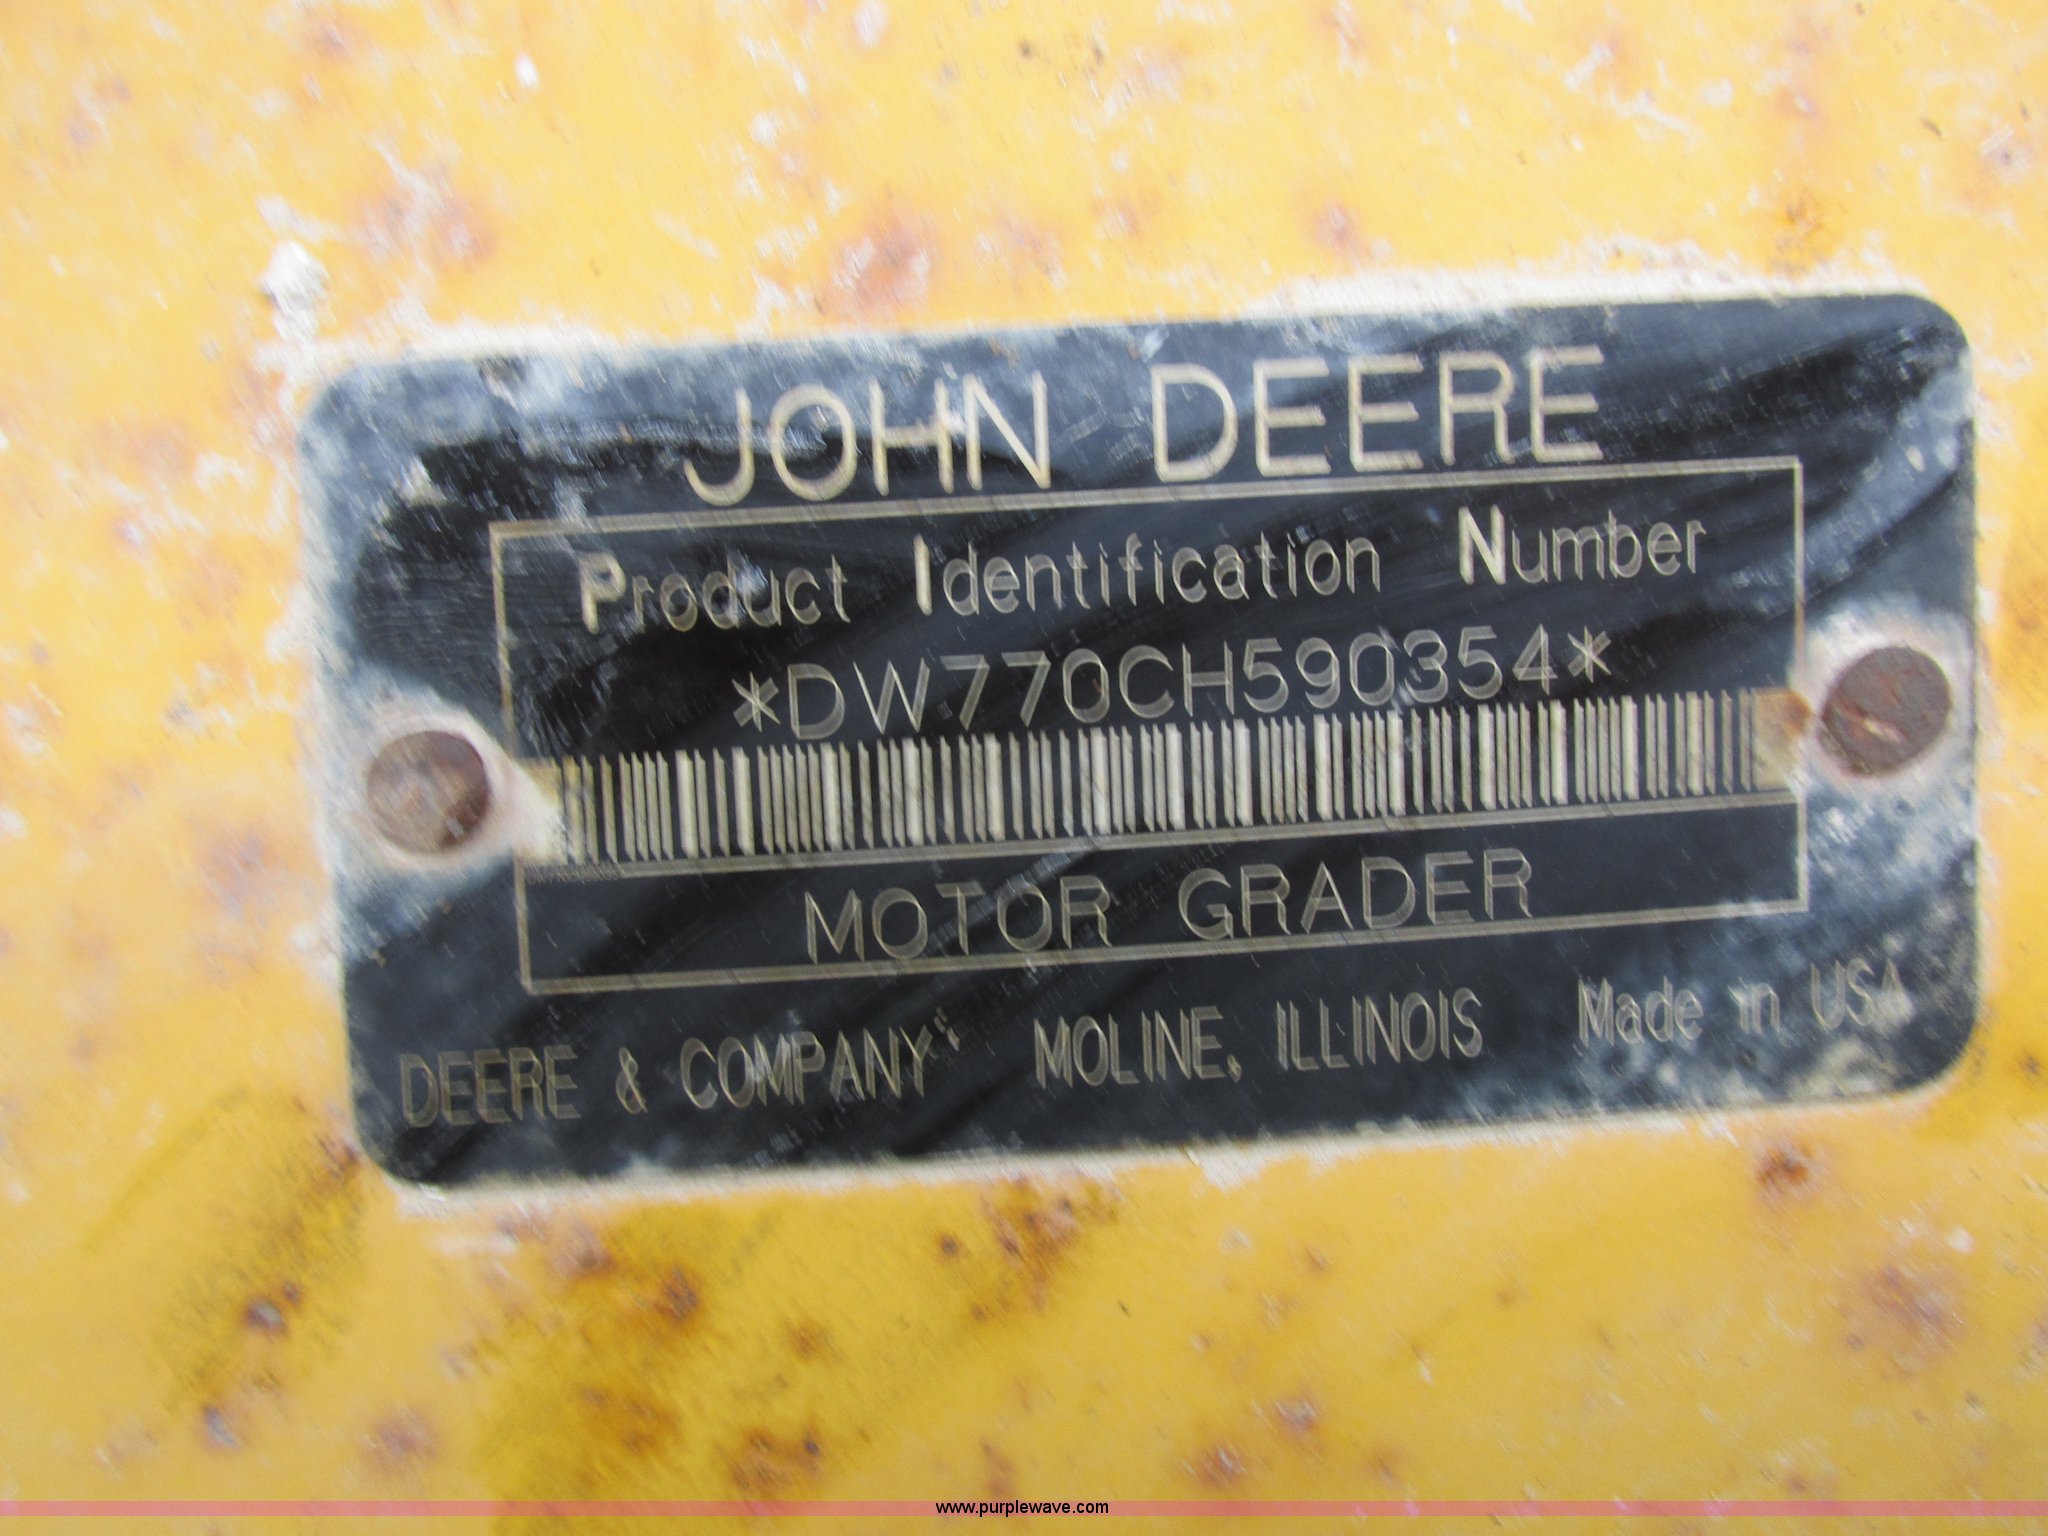 JOHN DEERE
Product Identification Number
*DW770CH590354*
MOTOR GRADER
DEERE & COMPANY MOLINE, ILLINOIS Made in USA
www.purplewave.com